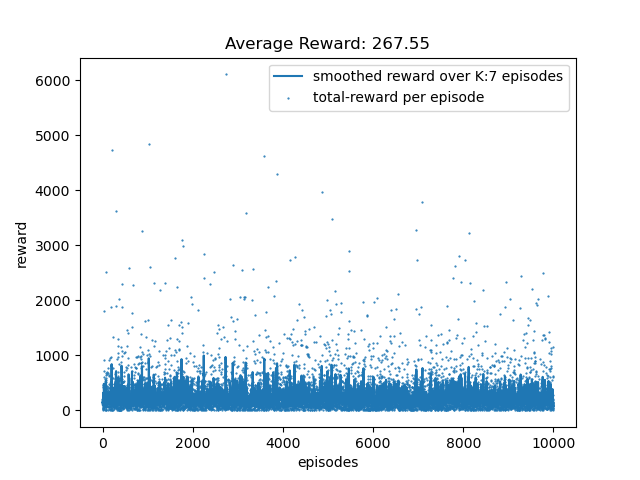 Average Reward: 267.55
smoothed reward over K:7 episodes
total-reward per episode
6000
5000
4000
3000
2000
1000
0
reward
0 2000 4000 6000 8000 10000
episodes